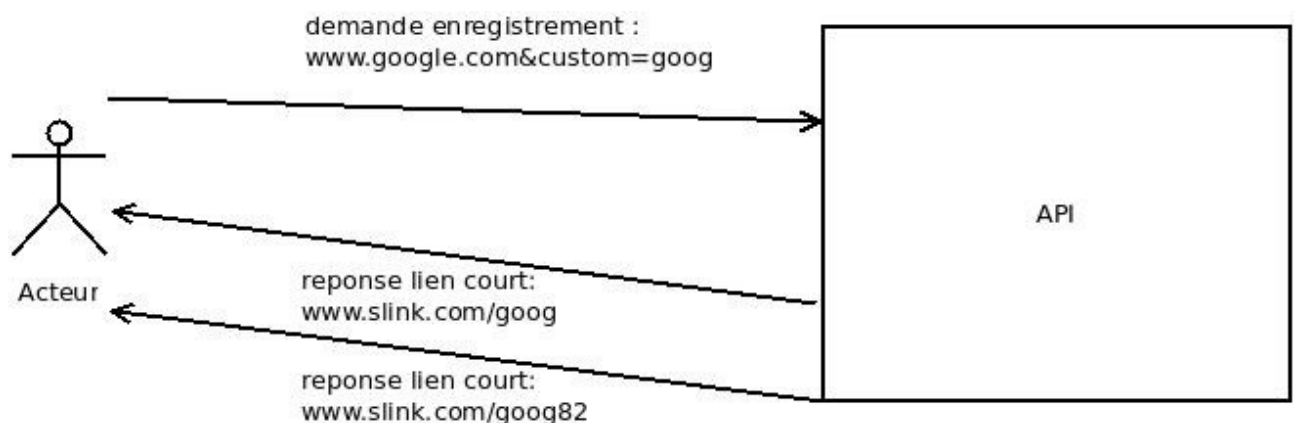 demande enregistrement :
www.google.com&custom=goog
API
Acteur
reponse lien court:
www.slink.com/goog
reponse lien court:
www.slink.com/goog82